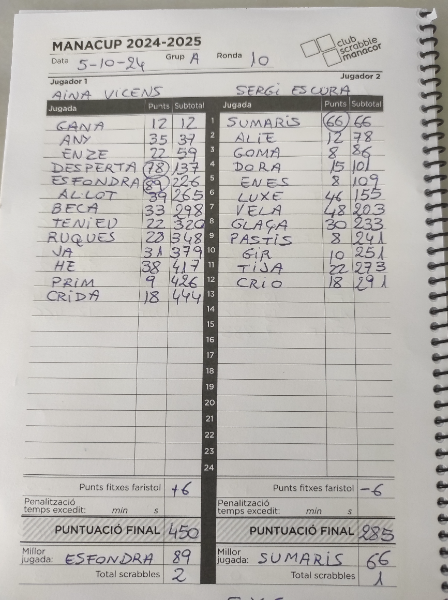 MANACUP 2024-2025
club
scrabble
manacor
Data 5-10-24 Grup A Ronda 10
Jugador 1 Jugador 2
AINA VICENS SERGI ESCURA
Jugada Punts Subtotal Jugada Punts Subtotal
GANA 12 12 1 SUMARIS 66 66
ANY 25 37 2 ALIE 12 78
ENZE 22 59 3 GOMA 8 86
DESPERTA 78 137 4 DORA 15 101
ESFONDRA 89 226 5 ENES 8 109
AL·LOT 39 265 6 LUXE 46 155
BECA 33 298 7 VELA 48 203
TENIEU 22 320 8 GLAÇA 30 233
RUQUES 28 348 9 PASTIS 8 241
JA 31 379 10 GIR 10 251
HE 38 417 11 TIJA 22 273
PRIM 9 426 12 CRIO 18 291
CRIDA 18 444 13
14
15
16
17
18
19
20
21
22
23
24
Punts fitxes faristol +6 Punts fitxes faristol -6
Penalització
temps excedit: min s Penalització
temps excedit: min s
PUNTUACIÓ FINAL 450 PUNTUACIÓ FINAL 285
Millor
jugada: ESFONDRA 89 Millor
jugada: SUMARIS 66
Total scrabbles 2 Total scrabbles 1